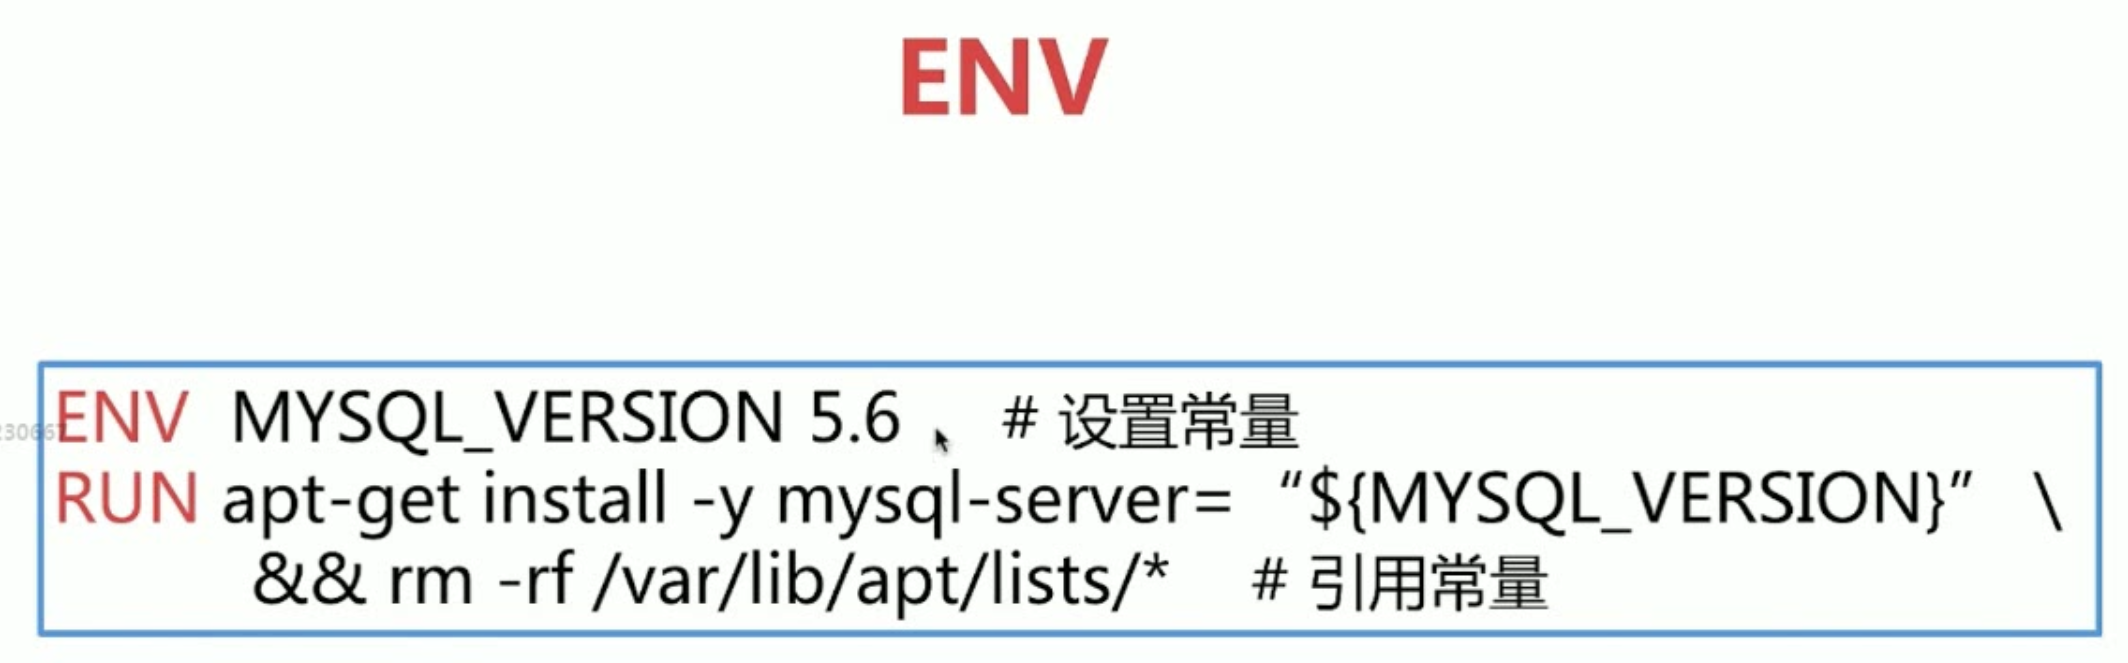 ENV
ENV MYSQL_VERSION 5.6 # 设置常量
RUN apt-get install -y mysql-server= “${MYSQL_VERSION}” \
&& rm -rf /var/lib/apt/lists/* # 引用常量